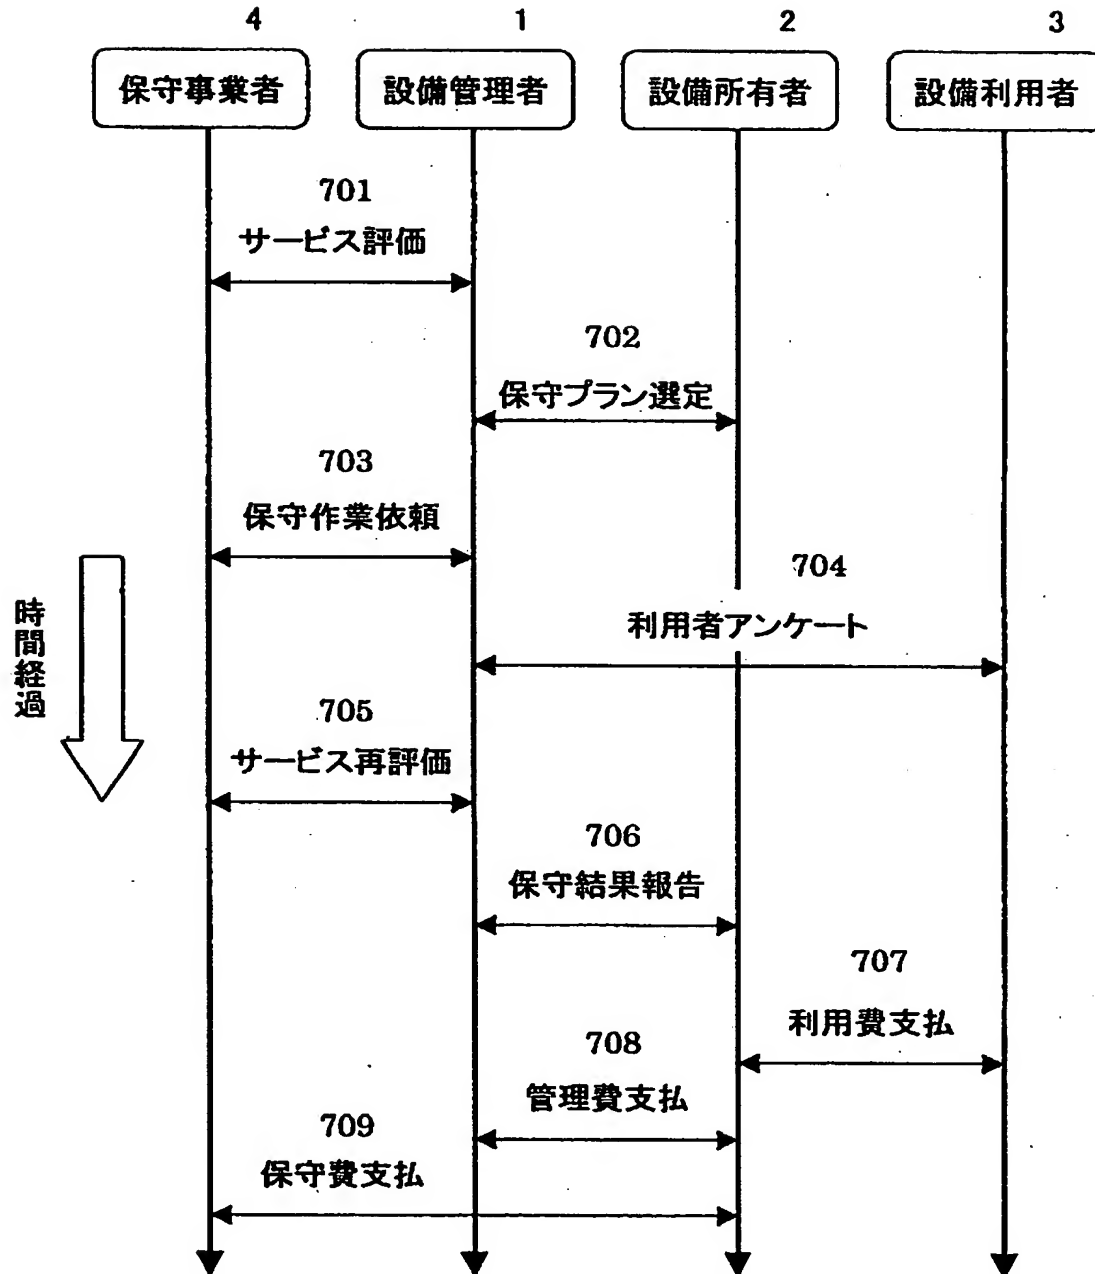 4 1 2 3
保守事業者 設備管理者 設備所有者 設備利用者
701
サービス評価
702
保守プラン選定
703
保守作業依頼
704
利用者アンケート
時間経過
705
サービス再評価
706
保守結果報告
707
利用費支払
708
管理費支払
709
保守費支払